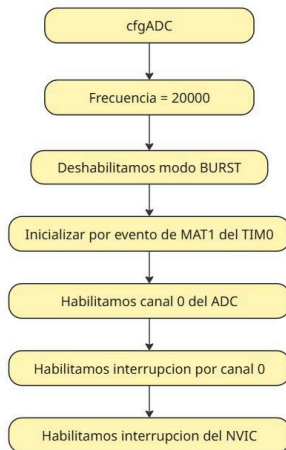 cfgADC
Frecuencia = 20000
Deshabilitamos modo BURST
Inicializar por evento de MAT1 del TIM0
Habilitamos canal 0 del ADC
Habilitamos interrupcion por canal 0
Habilitamos interrupcion del NVIC